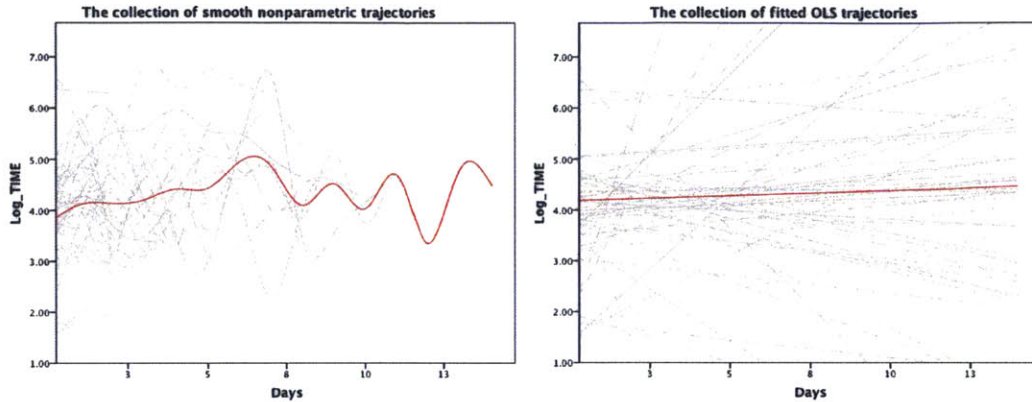 The collection of smooth nonparametric trajectories
7.00
6.00
5.00
4.00
3.00
2.00
1.00
Log_TIME
3 5 8 10 13
Days
The collection of fitted OLS trajectories
7.00
6.00
5.00
4.00
3.00
2.00
1.00
Log_TIME
3 5 8 10 13
Days